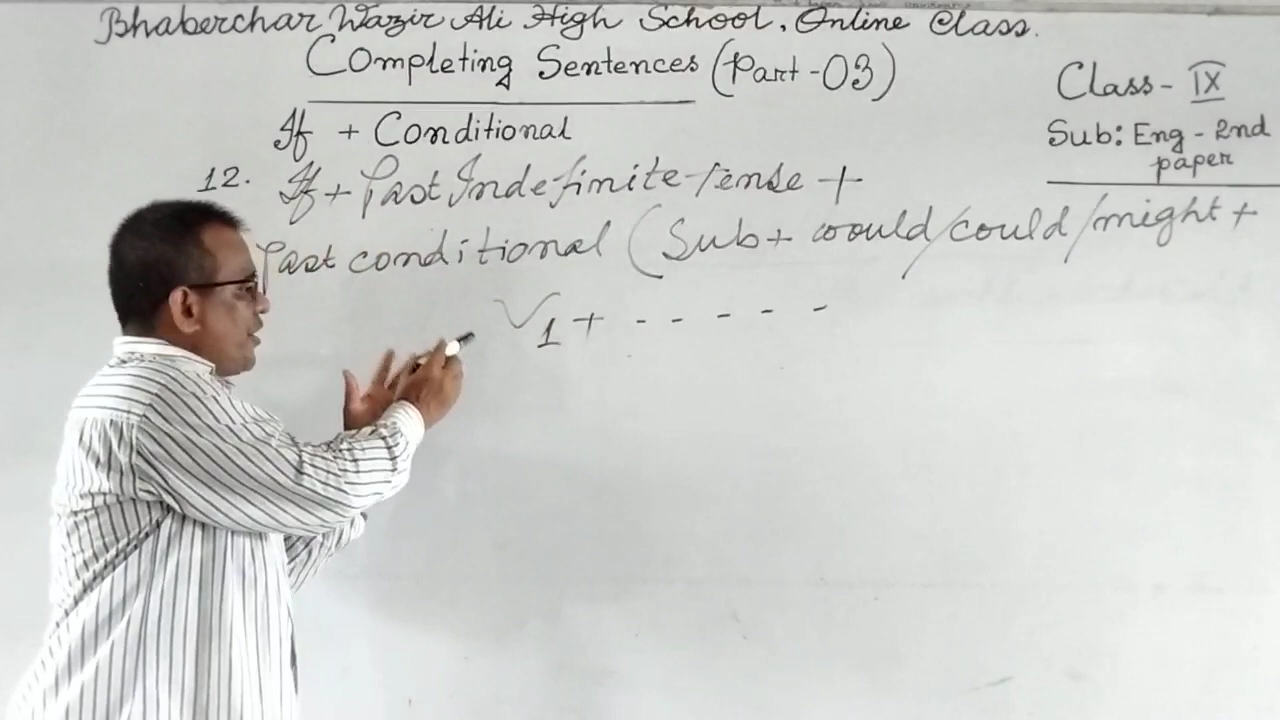 Bhaberchar Wazir Ali High School, Online Class.
Completing Sentences (Part-03)
Class - IX
Sub: Eng - 2nd
paper
If + Conditional
12. If + Past Indefinite tense +
Past conditional (Sub + would/could/might +
V1 + - - - - -